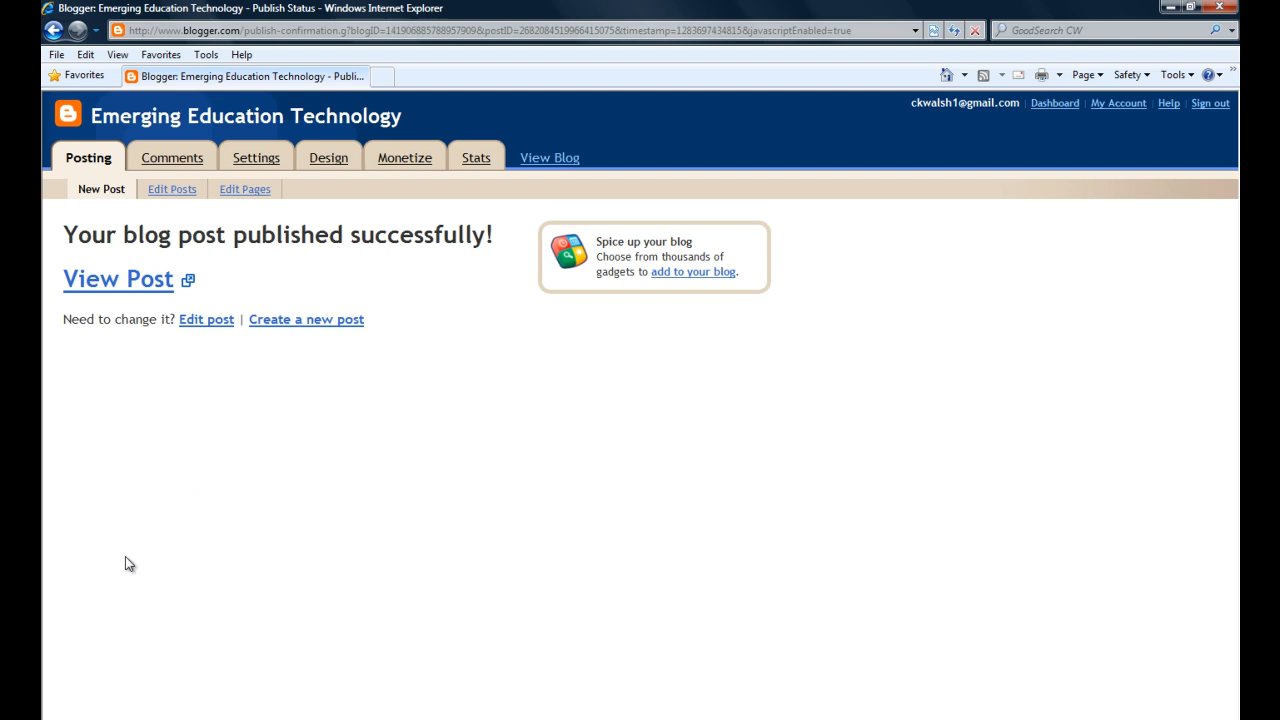 Blogger: Emerging Education Technology - Publish Status - Windows Internet Explorer
http://www.blogger.com/publish-confirmation.g?blogID=141906885788957909&postID=2682084519966415075&timestamp=1283697434815&javascriptEnabled=true
GoodSearch CW
File Edit View Favorites Tools Help
Favorites
Blogger: Emerging Education Technology - Publi...
Page Safety Tools
ckwalsh1@gmail.com | Dashboard | My Account | Help | Sign out
Emerging Education Technology
Posting Comments Settings Design Monetize Stats View Blog
New Post Edit Posts Edit Pages
Your blog post published successfully!
View Post
Need to change it? Edit post | Create a new post
Spice up your blog
Choose from thousands of
gadgets to add to your blog.